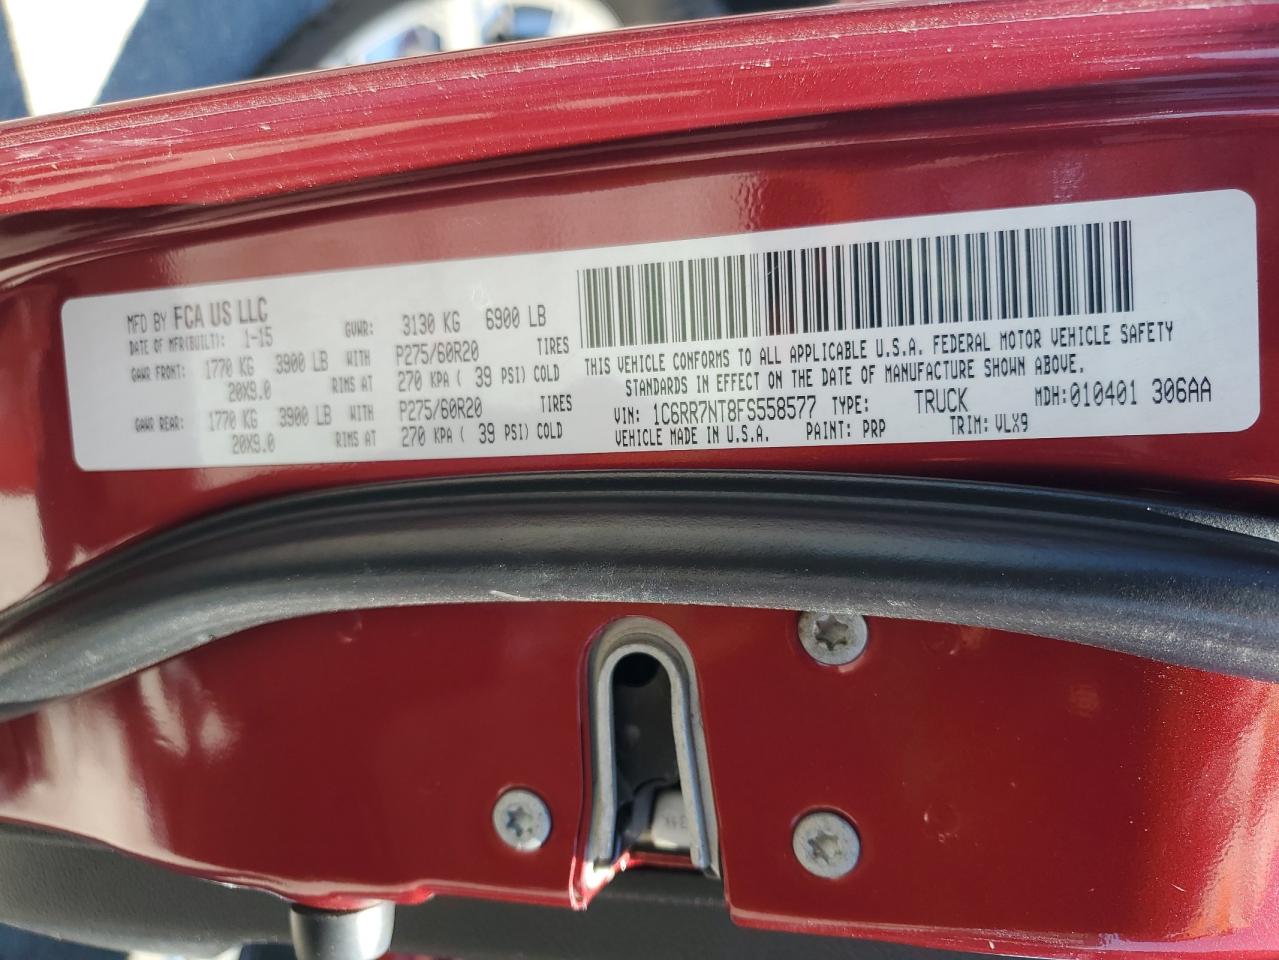 MFD BY FCA US LLC
DATE OF MFR(BUILT): 1-15 GVWR: 3130 KG 6900 LB
GAWR FRONT: 1770 KG 3900 LB WITH P275/60R20 TIRES
20X9.0 RIMS AT 270 KPA ( 39 PSI) COLD
GAWR REAR: 1770 KG 3900 LB WITH P275/60R20 TIRES
20X9.0 RIMS AT 270 KPA ( 39 PSI) COLD
THIS VEHICLE CONFORMS TO ALL APPLICABLE U.S.A. FEDERAL MOTOR VEHICLE SAFETY
STANDARDS IN EFFECT ON THE DATE OF MANUFACTURE SHOWN ABOVE.
VIN: 1C6RR7NT8FS558577 TYPE: TRUCK MDH:010401 306AA
VEHICLE MADE IN U.S.A. PAINT: PRP TRIM: VLX9